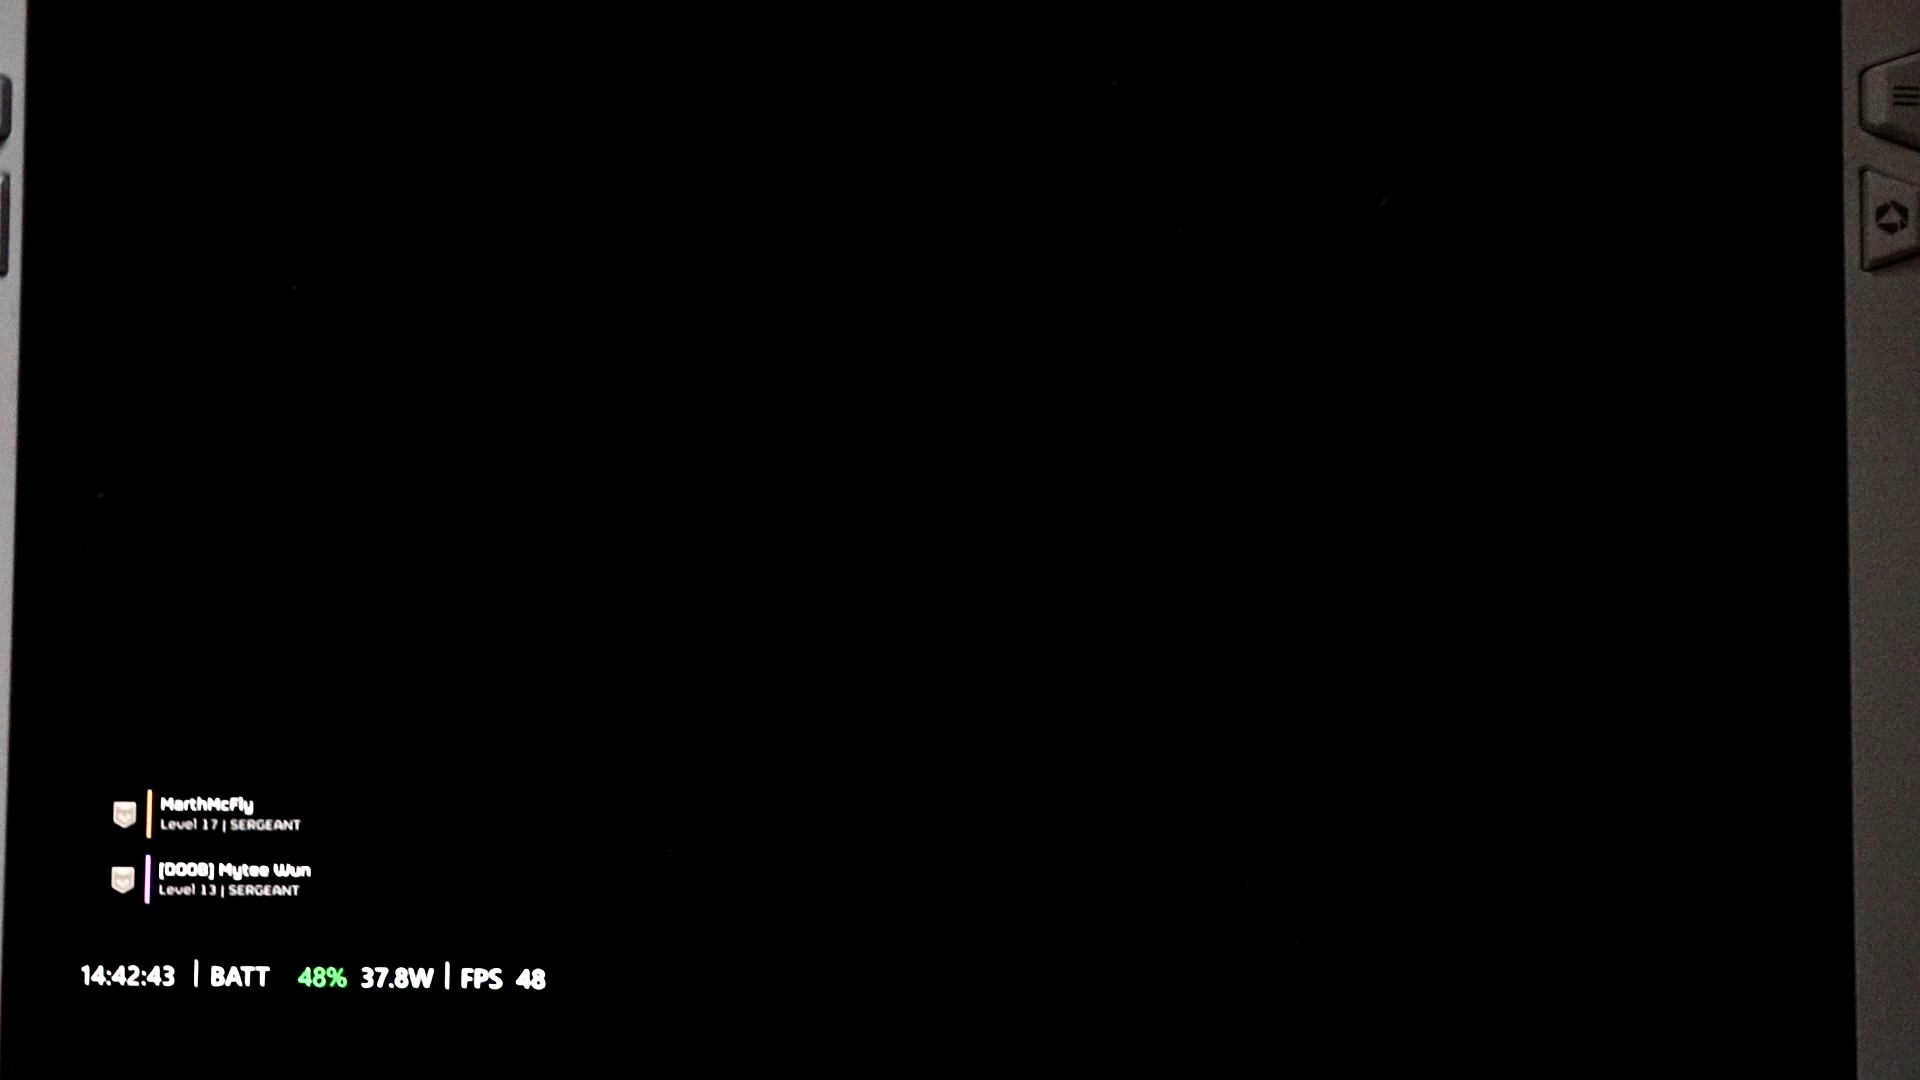 MarthMcFly
Level 17 | SERGEANT
[DOOB] Mytee Wun
Level 13 | SERGEANT
14:42:43 | BATT 48% 37.8W | FPS 48